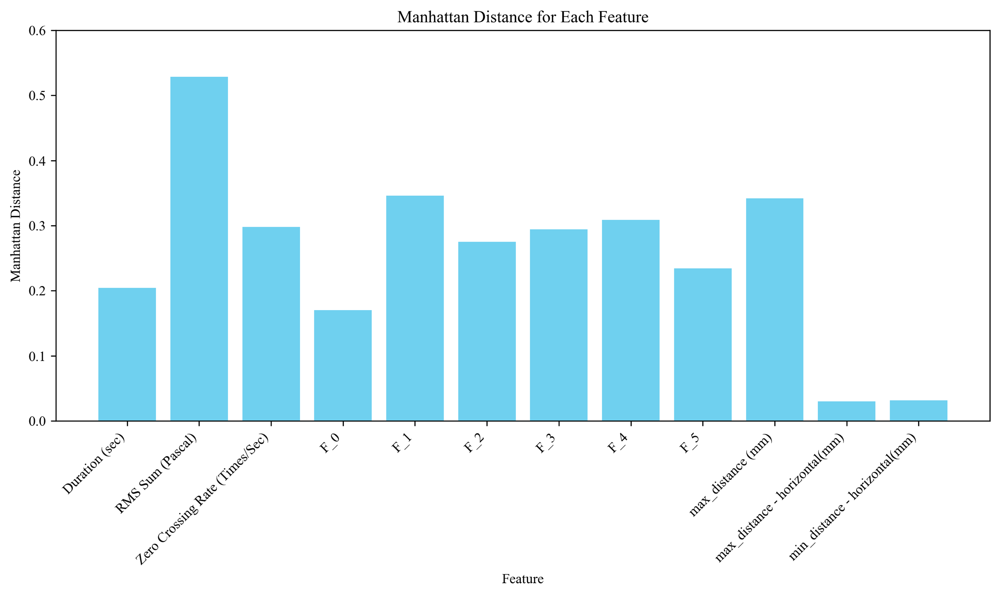 Manhattan Distance for Each Feature
Manhattan Distance
0.6
0.5
0.4
0.3
0.2
0.1
0.0
Duration (sec)
RMS Sum (Pascal)
Zero Crossing Rate (Times/Sec)
F_0
F_1
F_2
F_3
F_4
F_5
max_distance (mm)
max_distance - horizontal(mm)
min_distance - horizontal(mm)
Feature